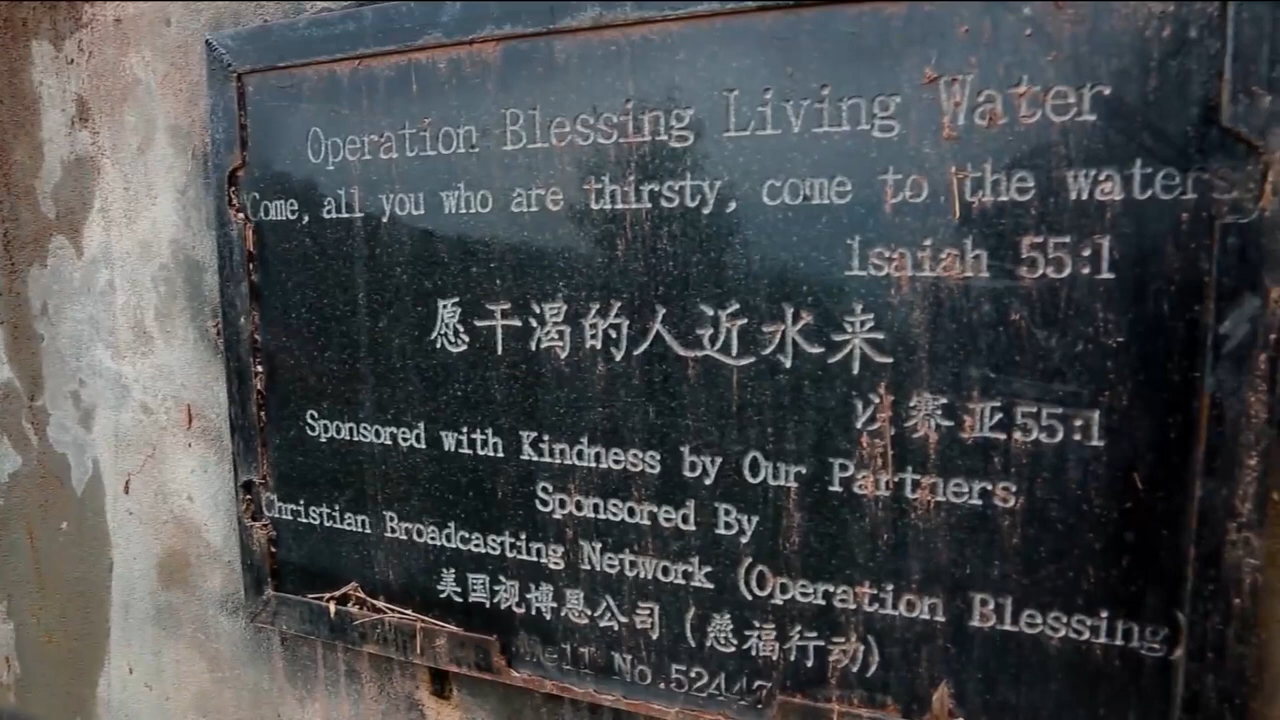 Operation Blessing Living Water
Come, all you who are thirsty, come to the waters
Isaiah 55:1
愿干渴的人近水来
以赛亚55:1
Sponsored with Kindness by Our Partners
Sponsored By
Christian Broadcasting Network (Operation Blessing)
美国视博恩公司（慈福行动）
Well No.52447